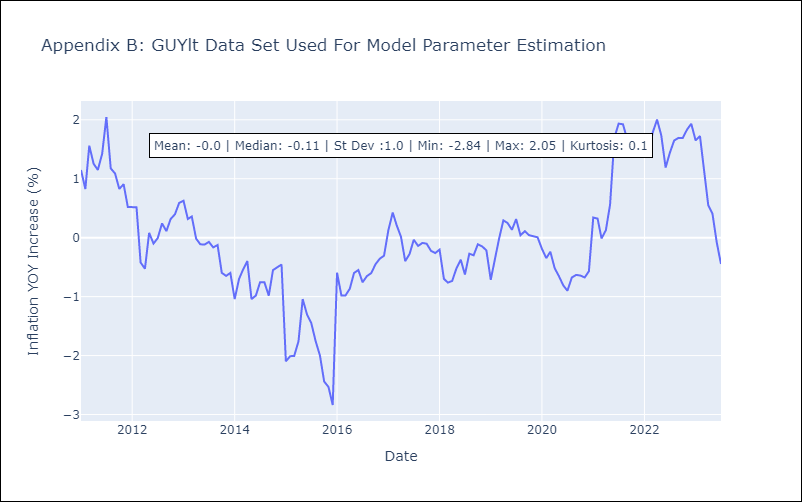 Appendix B: GUYlt Data Set Used For Model Parameter Estimation
Mean: -0.0 | Median: -0.11 | St Dev :1.0 | Min: -2.84 | Max: 2.05 | Kurtosis: 0.1
Inflation YOY Increase (%)
2
1
0
−1
−2
−3
2012 2014 2016 2018 2020 2022
Date